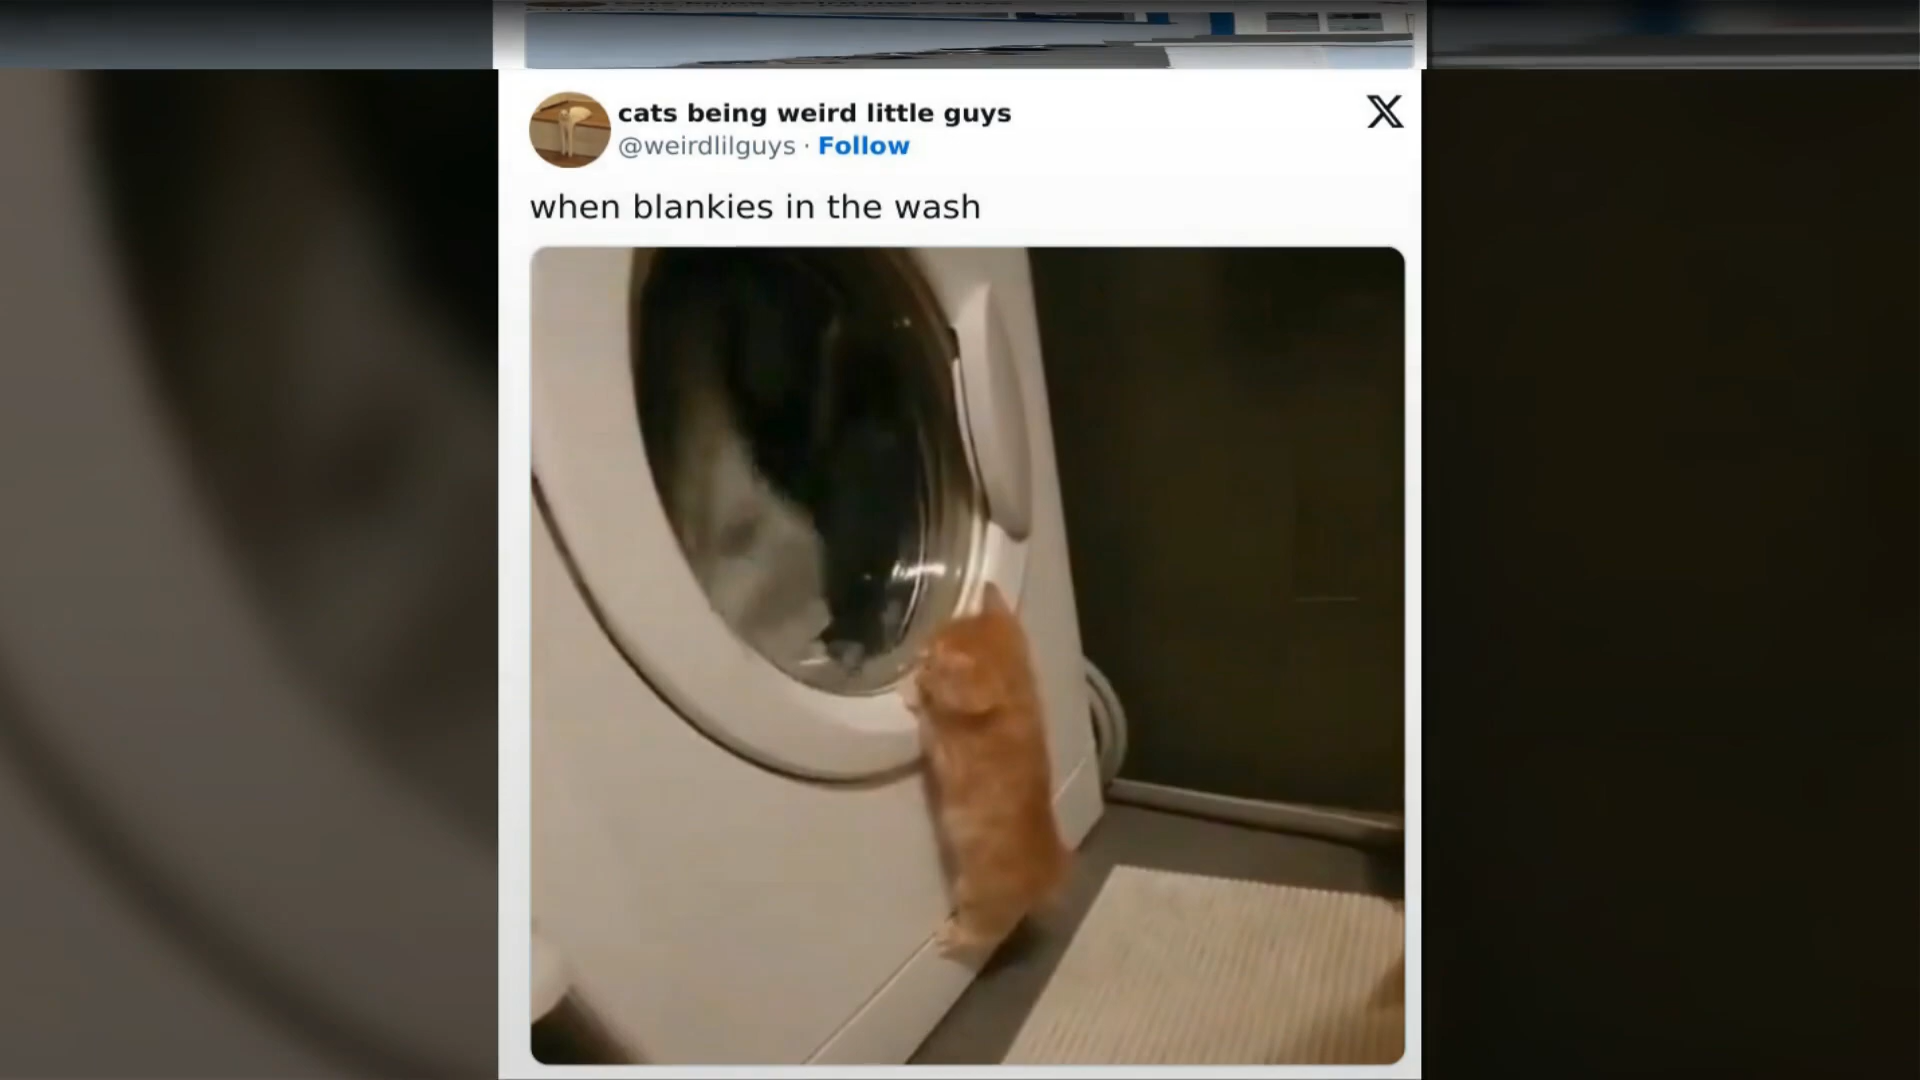 cats being weird little guys
@weirdlilguys · Follow
when blankies in the wash